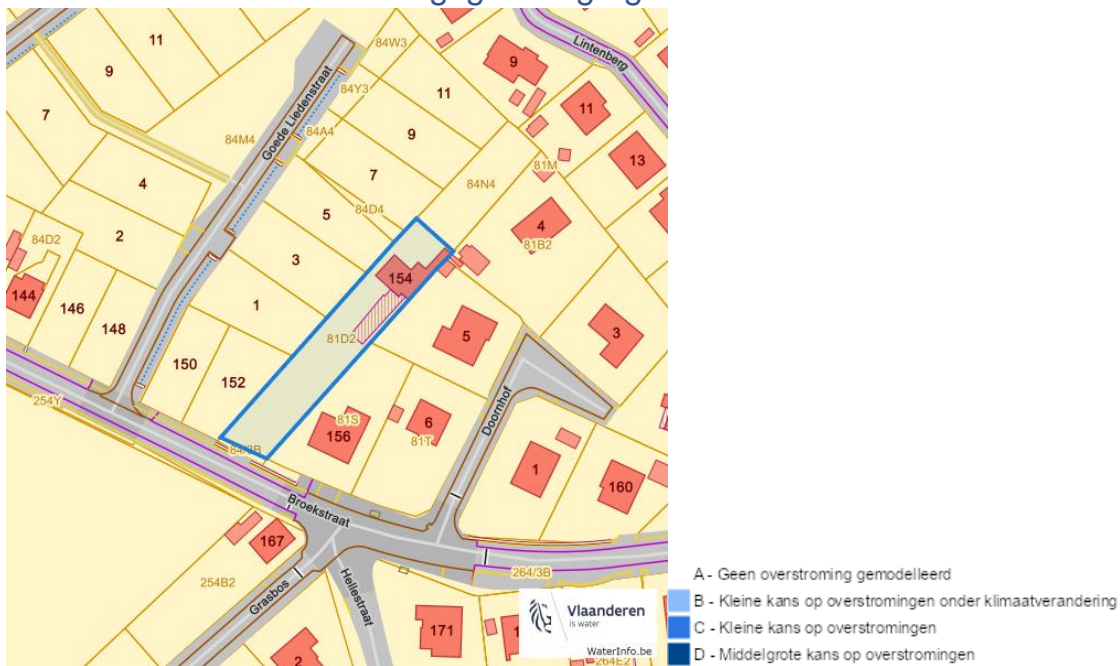 11
84W3
Lintenberg
9
9
84Y3
11
11
7
Goede Liedenstraat
84A4
84M4
9
13
81M
7
84N4
4
5
84D4
4
84D2
2
81B2
3
154
144
146
1
148
81D2
5
3
150
152
254Y
81S
6
Doornhof
156
81T
1
160
Broekstraat
167
264/3B
254B2
Grasbos
Hellestraat
171
2
Vlaanderen
is water
WaterInfo.be
264E2
A - Geen overstroming gemodelleerd
B - Kleine kans op overstromingen onder klimaatverandering
C - Kleine kans op overstromingen
D - Middelgrote kans op overstromingen